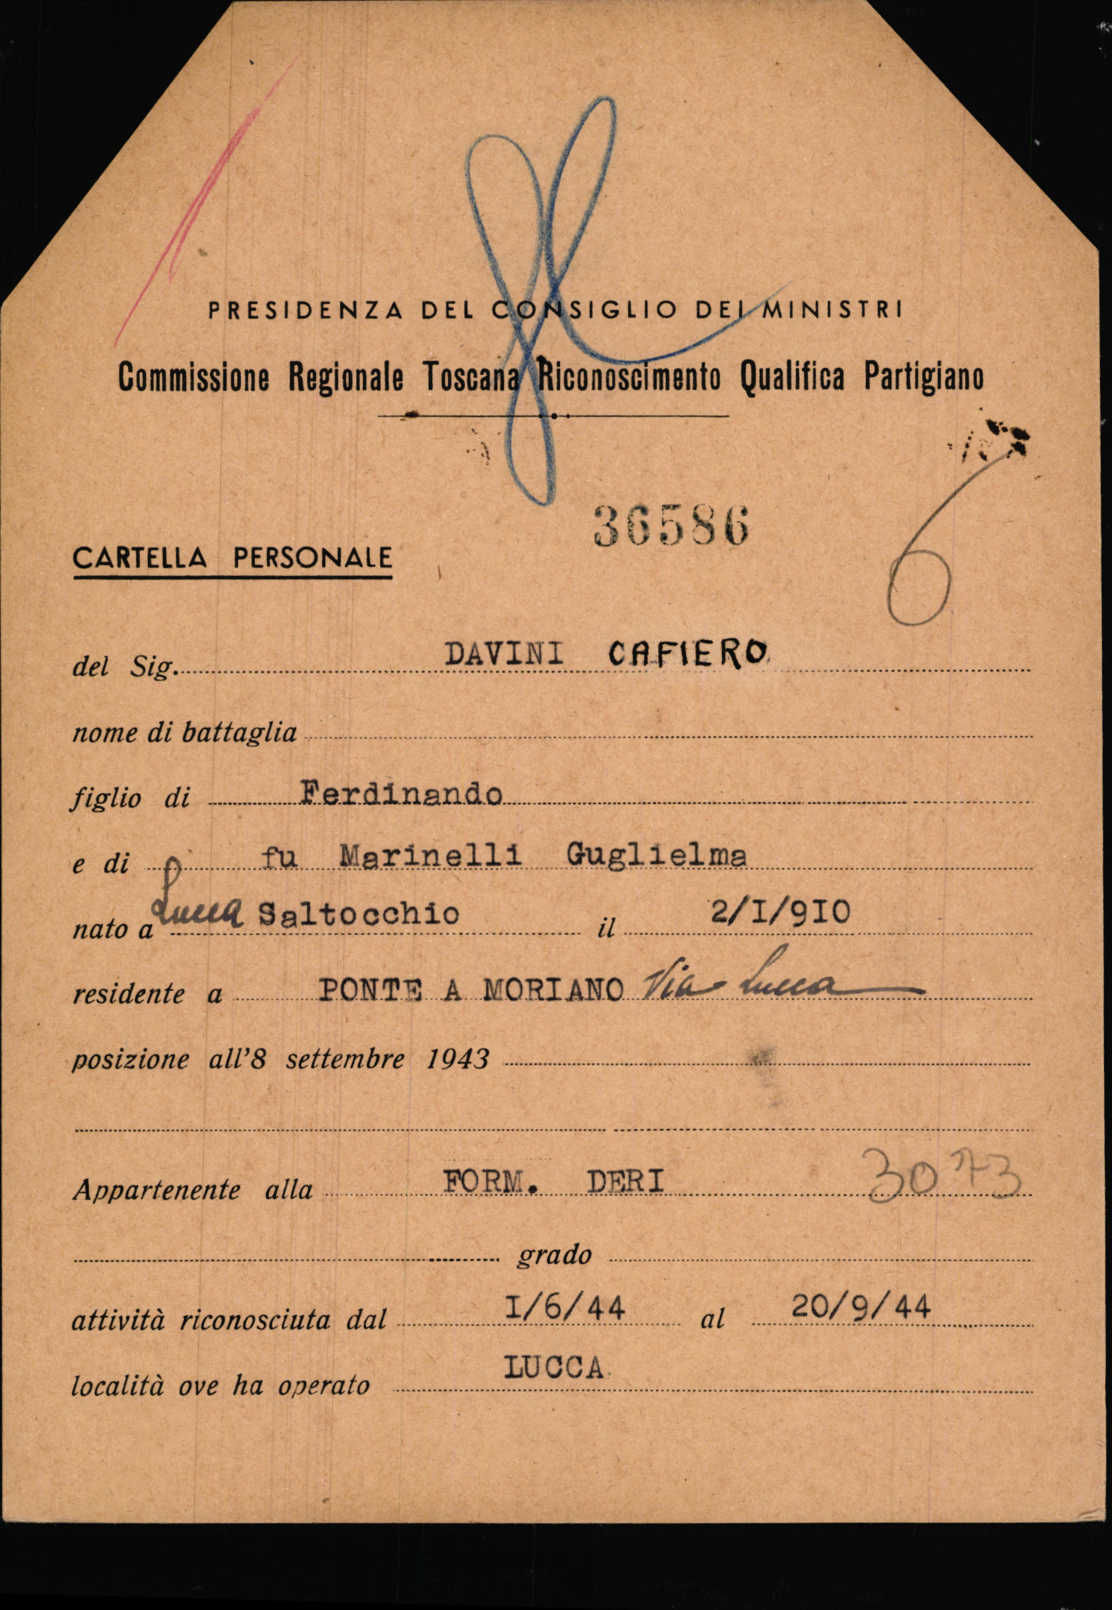 PRESIDENZA DEL CONSIGLIO DEI MINISTRI
Commissione Regionale Toscana Riconoscimento Qualifica Partigiano
36586
6
CARTELLA PERSONALE
del Sig. DAVINI CAFIERO
nome di battaglia
figlio di Ferdinando
e di fu Marinelli Guglielma
nato a Lucca Saltocchio il 2/I/9I0
residente a PONTE A MORIANO Via Lucca
posizione all'8 settembre 1943
Appartenente alla FORM. DERI 3073
grado
attività riconosciuta dal I/6/44 al 20/9/44
località ove ha operato LUCCA